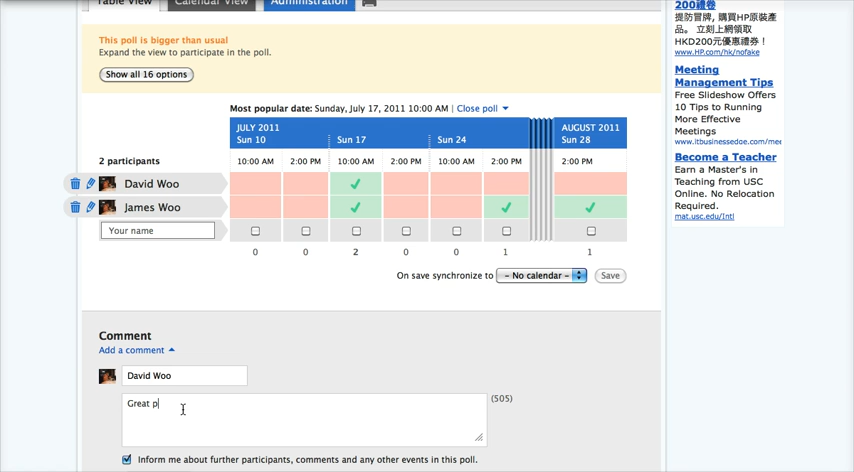 Table View
Calendar View
Administration
This poll is bigger than usual!
Expand the view to participate in the poll.
Show all 16 options
Most popular date: Sunday, July 17, 2011 10:00 AM | Close poll
JULY 2011
AUGUST 2011
Sun 10
Sun 17
Sun 24
Sun 28
2 participants
10:00 AM
2:00 PM
10:00 AM
2:00 PM
10:00 AM
2:00 PM
2:00 PM
David Woo
James Woo
Your name
0
0
2
0
0
1
1
On save synchronize to
- No calendar -
Save
Comment
Add a comment
David Woo
Great p
(505)
Inform me about further participants, comments and any other events in this poll.
200禮券
提防冒牌, 購買HP原裝產
品。 立刻上網領取
HKD200元優惠禮券！
www.HP.com/hk/nofake
Meeting
Management Tips
Free Slideshow Offers
10 Tips to Running
More Effective
Meetings
www.itbusinessedge.com/mee
Become a Teacher
Earn a Master's in
Teaching from USC
Online. No Relocation
Required.
mat.usc.edu/Intl